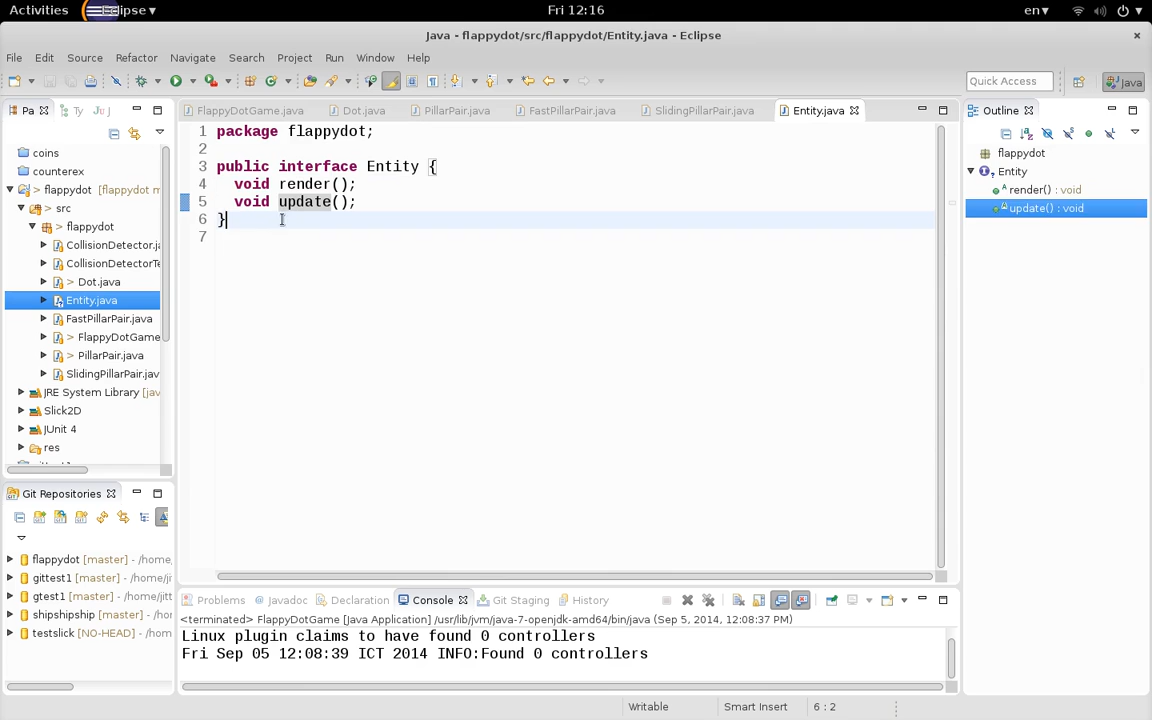 Activities
Eclipse ▾
Fri 12:16
en ▾
Java - flappydot/src/flappydot/Entity.java - Eclipse
File Edit Source Refactor Navigate Search Project Run Window Help
Quick Access
Java
Pa
Ty
Ju
FlappyDotGame.java
Dot.java
PillarPair.java
FastPillarPair.java
SlidingPillarPair.java
Entity.java
Outline
coins
counterex
> flappydot [flappydot m
> src
flappydot
CollisionDetector.ja
CollisionDetectorTe
> Dot.java
Entity.java
FastPillarPair.java
> FlappyDotGame
> PillarPair.java
SlidingPillarPair.jav
JRE System Library [jav
Slick2D
JUnit 4
res
1 package flappydot;
2
3 public interface Entity {
4 void render();
5 void update();
6 }
7
flappydot
Entity
render() : void
update() : void
Git Repositories
flappydot [master] - /home,
gittest1 [master] - /home/ji
gtest1 [master] - /home/jitt
shipshipship [master] - /ho
testslick [NO-HEAD] - /hom
Problems
Javadoc
Declaration
Console
Git Staging
History
<terminated> FlappyDotGame [Java Application] /usr/lib/jvm/java-7-openjdk-amd64/bin/java (Sep 5, 2014, 12:08:37 PM)
Linux plugin claims to have found 0 controllers
Fri Sep 05 12:08:39 ICT 2014 INFO:Found 0 controllers
Writable
Smart Insert
6 : 2